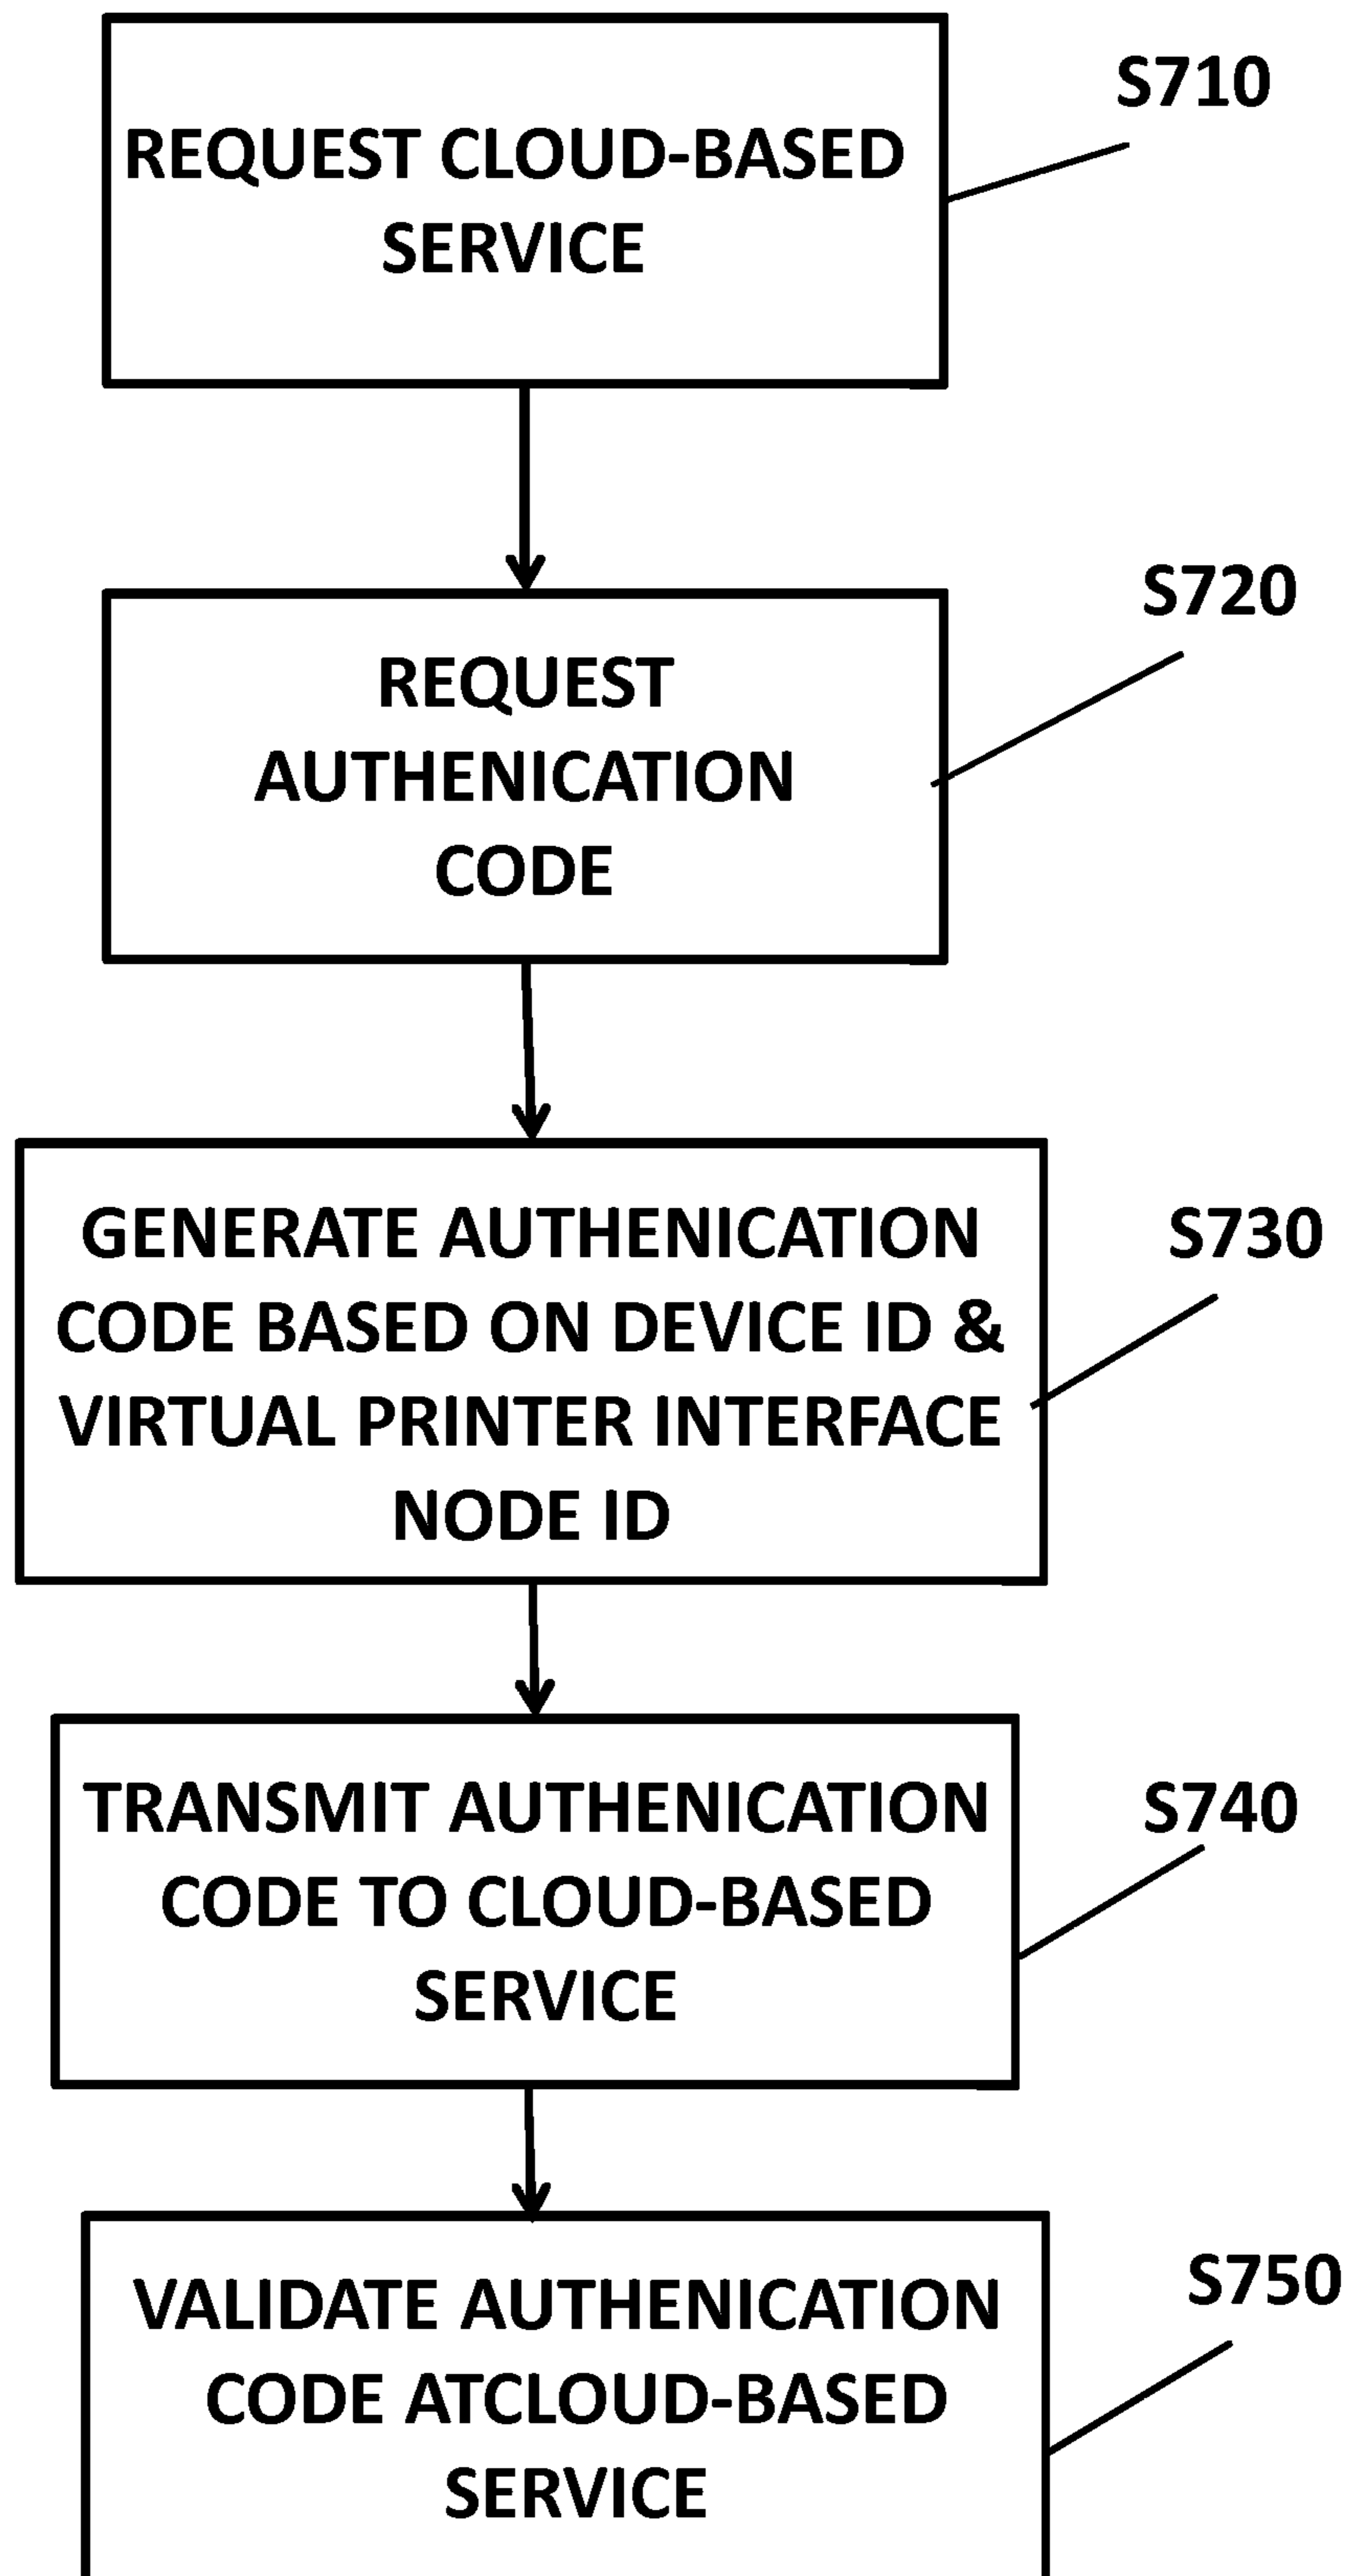 REQUEST CLOUD-BASED
SERVICE
S710
REQUEST
AUTHENICATION
CODE
S720
GENERATE AUTHENICATION
CODE BASED ON DEVICE ID &
VIRTUAL PRINTER INTERFACE
NODE ID
S730
TRANSMIT AUTHENICATION
CODE TO CLOUD-BASED
SERVICE
S740
VALIDATE AUTHENICATION
CODE ATCLOUD-BASED
SERVICE
S750